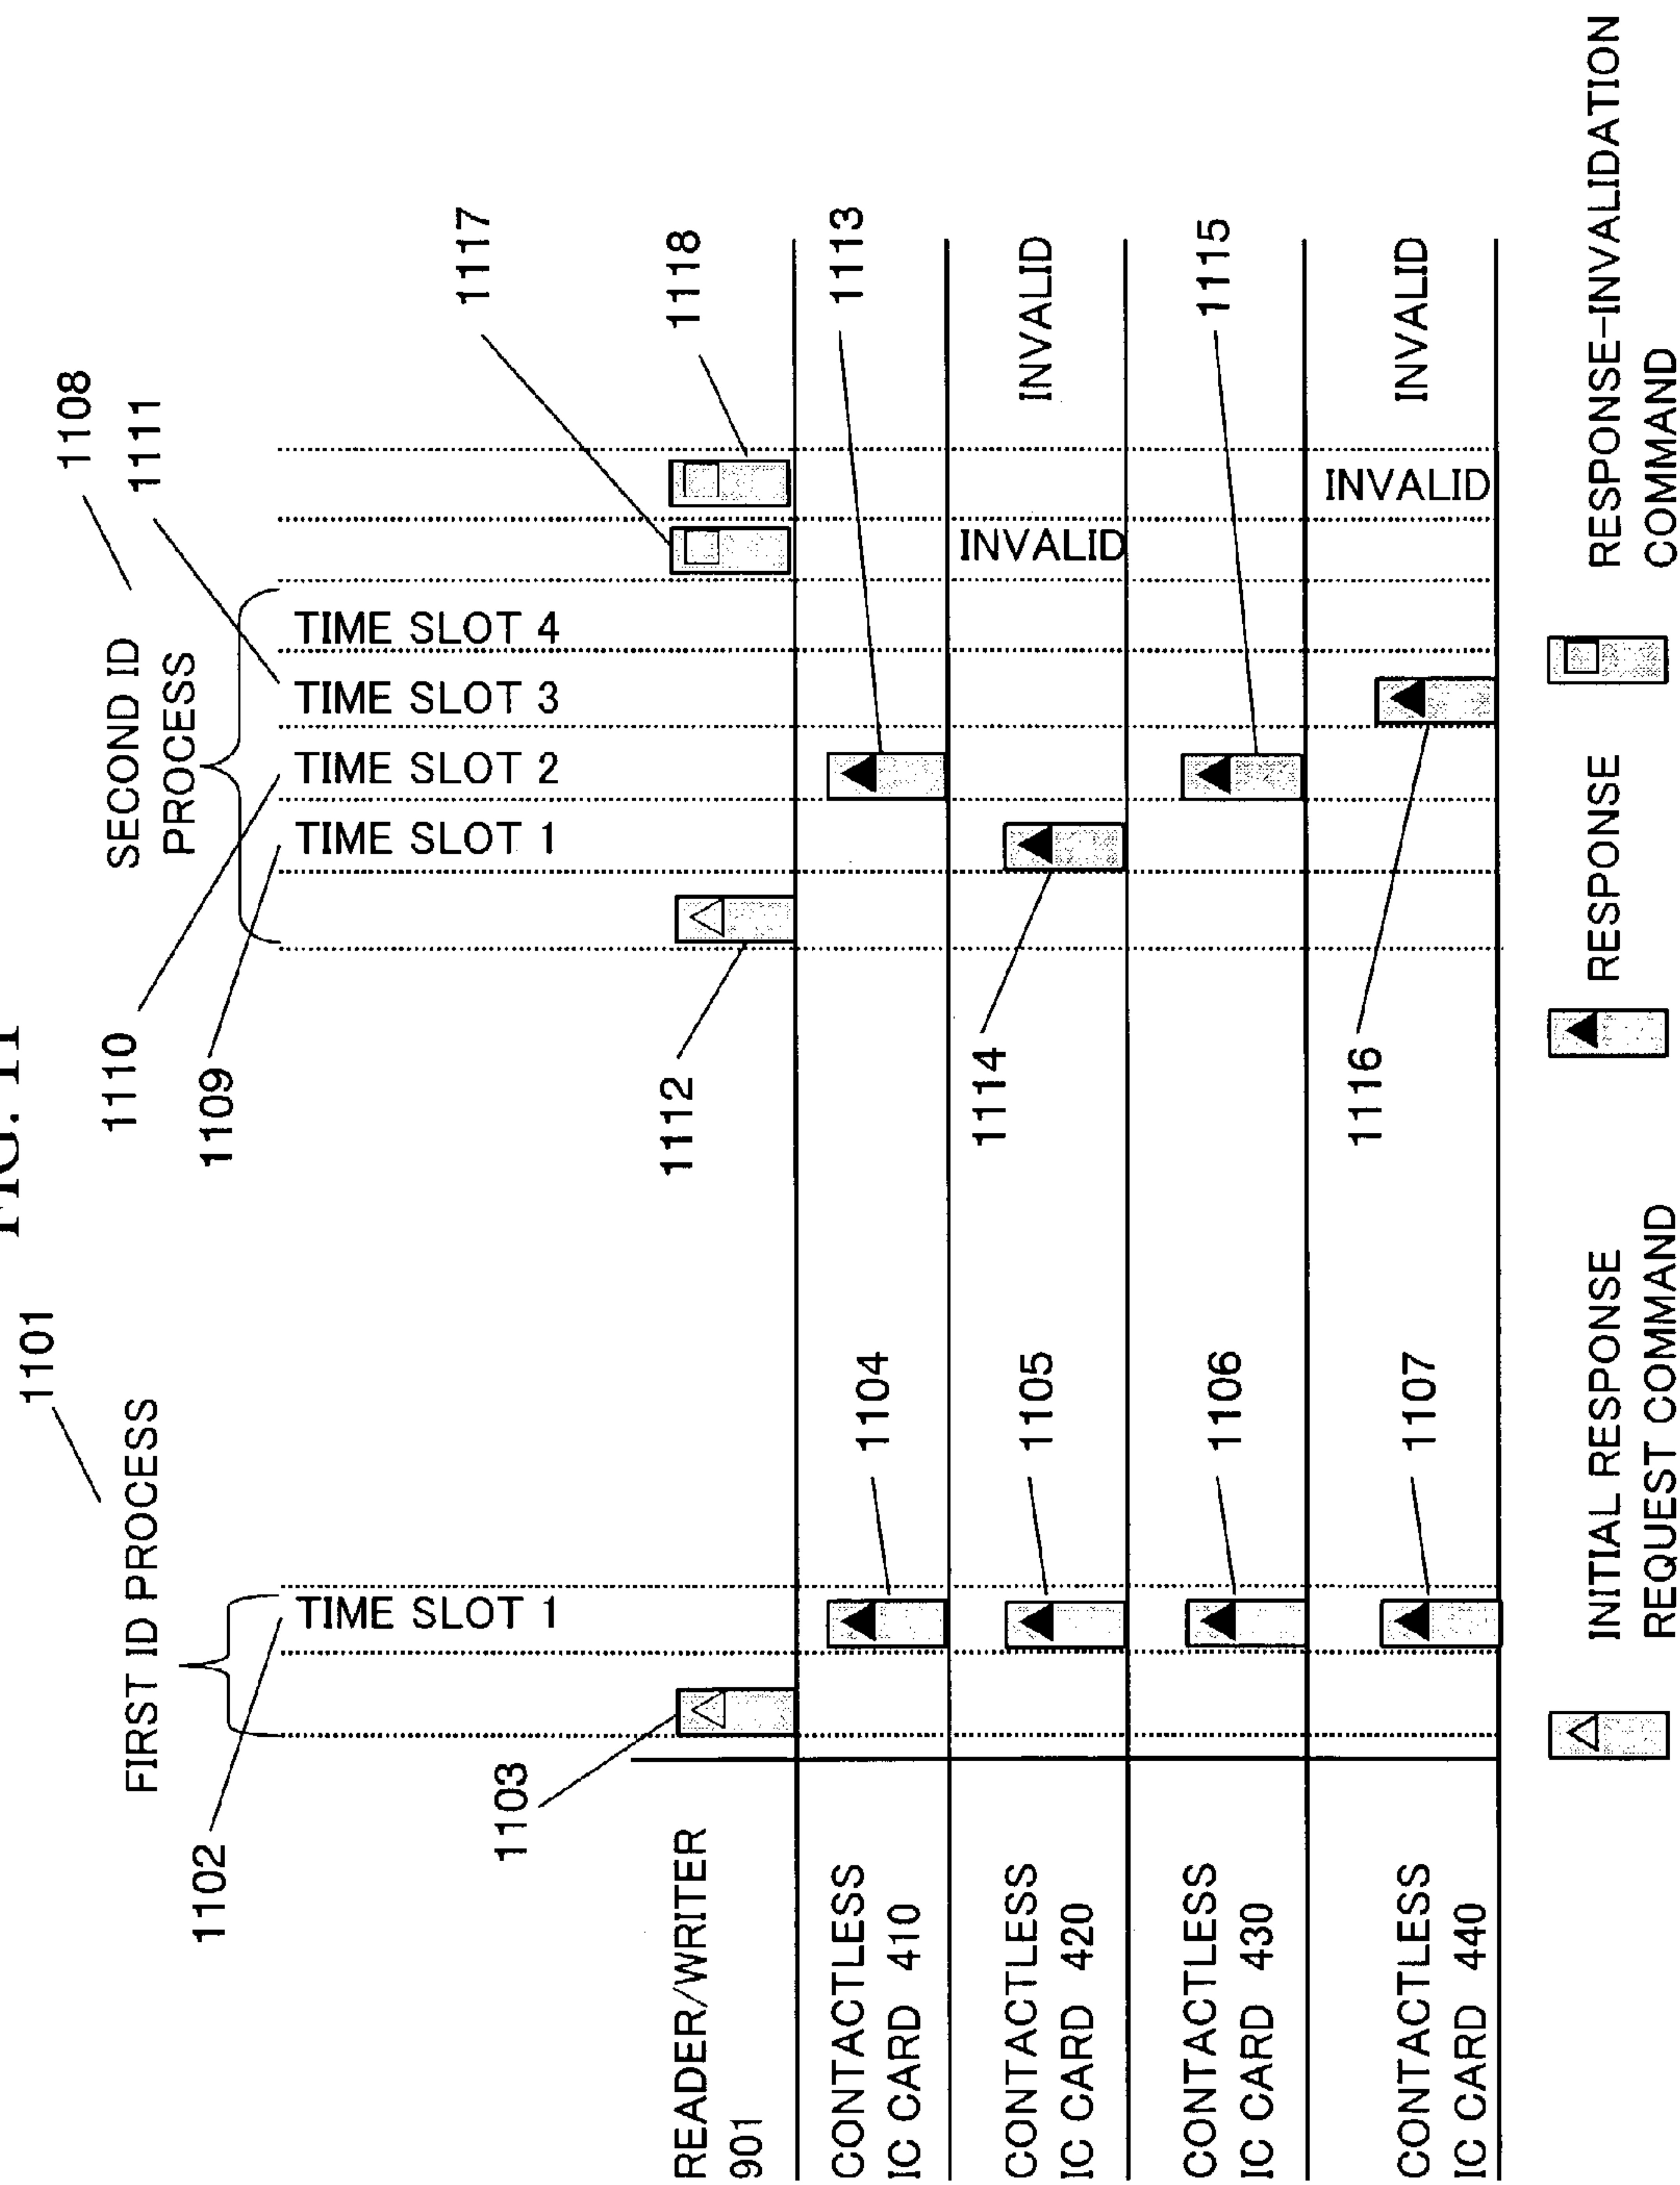 FIG. 11
1101
FIRST ID PROCESS
1102
TIME SLOT 1
1103
1108
1111
SECOND ID
PROCESS
1110
1109
TIME SLOT 1
TIME SLOT 2
TIME SLOT 3
TIME SLOT 4
1112
1117
1118
READER/WRITER
901
CONTACTLESS
IC CARD 410
1104
1113
CONTACTLESS
IC CARD 420
1105
1114
INVALID
INVALID
CONTACTLESS
IC CARD 430
1106
1115
CONTACTLESS
IC CARD 440
1107
1116
INVALID
INVALID
INITIAL RESPONSE
REQUEST COMMAND
RESPONSE
RESPONSE-INVALIDATION
COMMAND